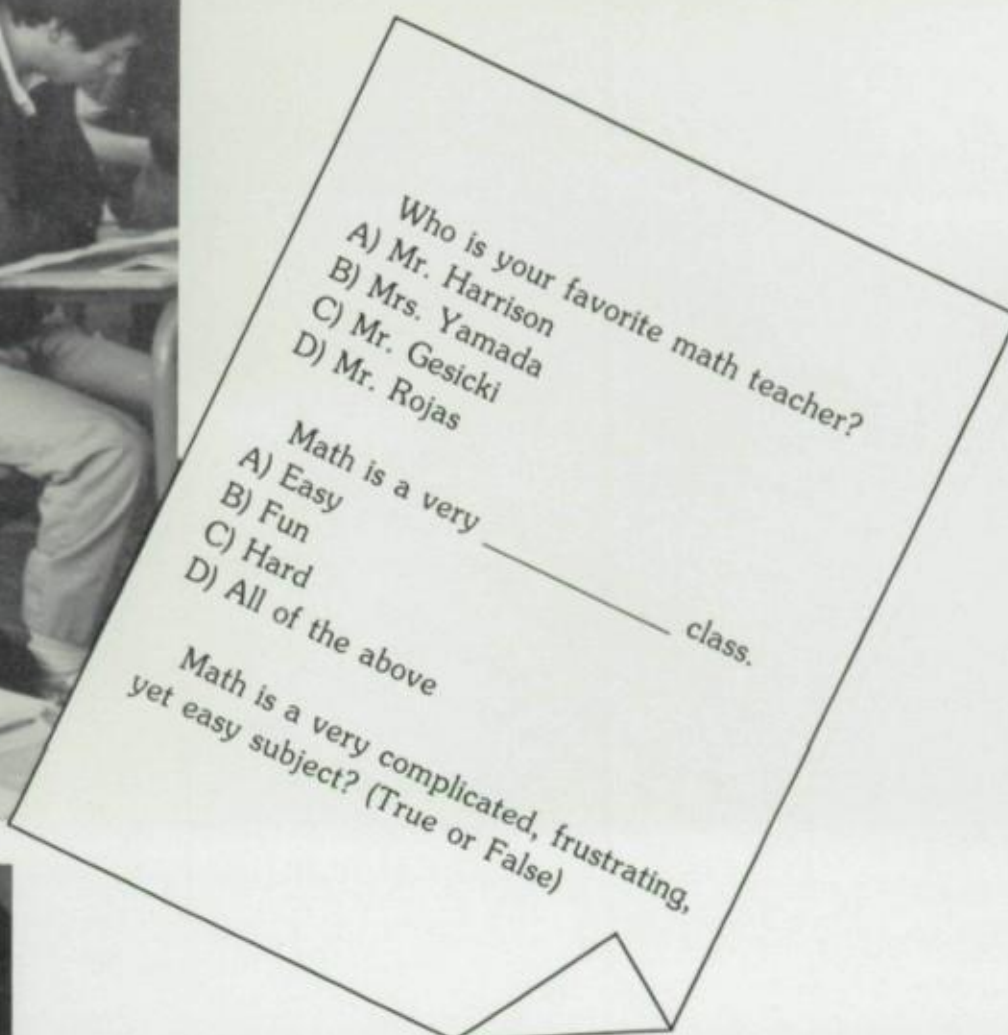 Who is your favorite math teacher?
A) Mr. Harrison
B) Mrs. Yamada
C) Mr. Gesicki
D) Mr. Rojas
Math is a very __________ class.
A) Easy
B) Fun
C) Hard
D) All of the above
Math is a very complicated, frustrating,
yet easy subject? (True or False)